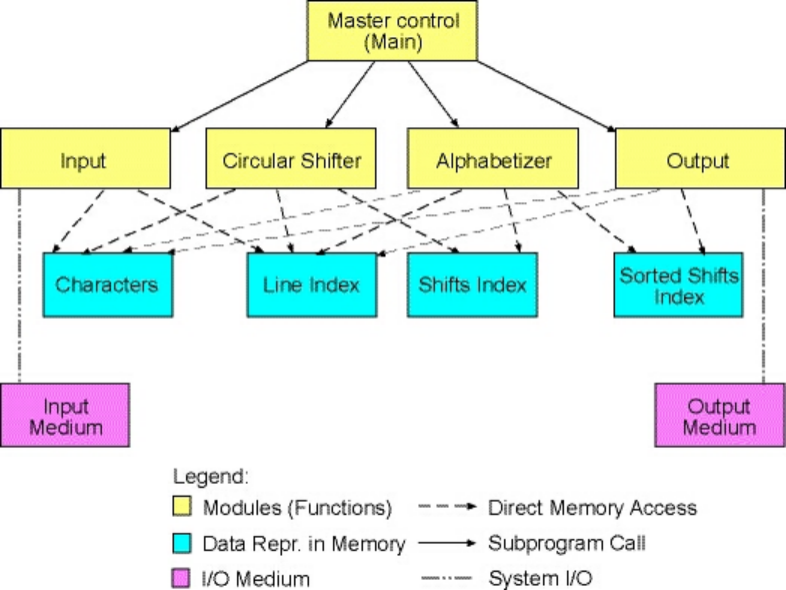 Master control
(Main)
Input
Circular Shifter
Alphabetizer
Output
Characters
Line Index
Shifts Index
Sorted Shifts
Index
Input
Medium
Output
Medium
Legend:
Modules (Functions)
Direct Memory Access
Data Repr. in Memory
Subprogram Call
I/O Medium
System I/O